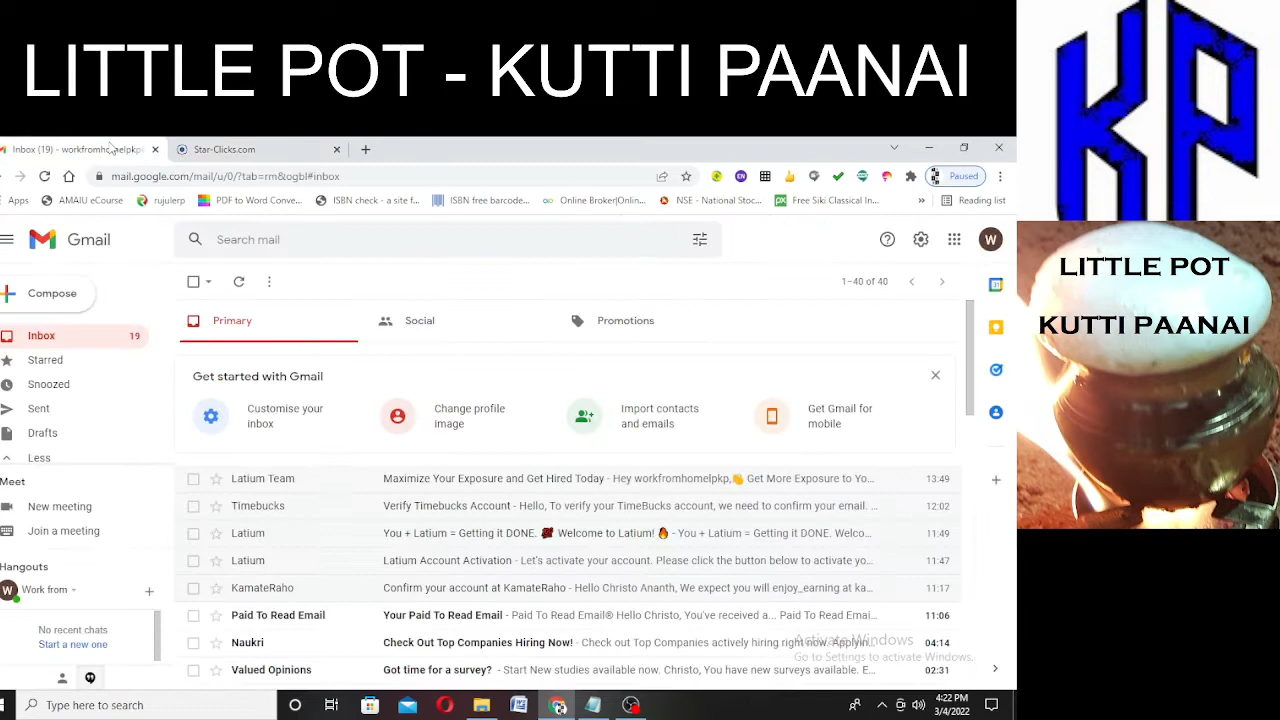 LITTLE POT - KUTTI PAANAI
KP
LITTLE POT
KUTTI PAANAI
Inbox (19) - workfromhomelpkp
Star-Clicks.com
mail.google.com/mail/u/0/?tab=rm&ogbl#inbox
Paused
Apps
AMAIU eCourse
rujulerp
PDF to Word Conve...
ISBN check - a site f...
ISBN free barcode...
Online Broker|Onlin...
NSE - National Stoc...
Free Siki Classical In...
Reading list
Gmail
Search mail
W
Compose
1–40 of 40
Inbox 19
Starred
Snoozed
Sent
Drafts
Less
Primary
Social
Promotions
Get started with Gmail
Customise your
inbox
Change profile
image
Import contacts
and emails
Get Gmail for
mobile
Latium Team Maximize Your Exposure and Get Hired Today - Hey workfromhomelpkp,👋 Get More Exposure to Yo... 13:49
Timebucks Verify Timebucks Account - Hello, To verify your TimeBucks account, we need to confirm your email. ... 12:02
Latium You + Latium = Getting it DONE. Welcome to Latium! 🔥 - You + Latium = Getting it DONE. Welco... 11:49
Latium Latium Account Activation - Let's activate your account. Please click the button below to activate yo... 11:47
KamateRaho Confirm your account at KamateRaho - Hello Christo Ananth, We expect you will enjoy_earning at ka... 11:17
Paid To Read Email Your Paid To Read Email - Paid To Read Email® Hello Christo, You've received a... Paid To Read Emai... 11:06
Naukri Check Out Top Companies Hiring Now! - Check out Top Companies actively hiring right now. Applyin... 04:14
Valued Opinions Got time for a survey? - Start New studies available now. Christo, You have new surveys available. E... 02:31
Meet
New meeting
Join a meeting
Hangouts
W
Work from
No recent chats
Start a new one
Activate Windows
Go to Settings to activate Windows.
Type here to search
4:22 PM
3/4/2022